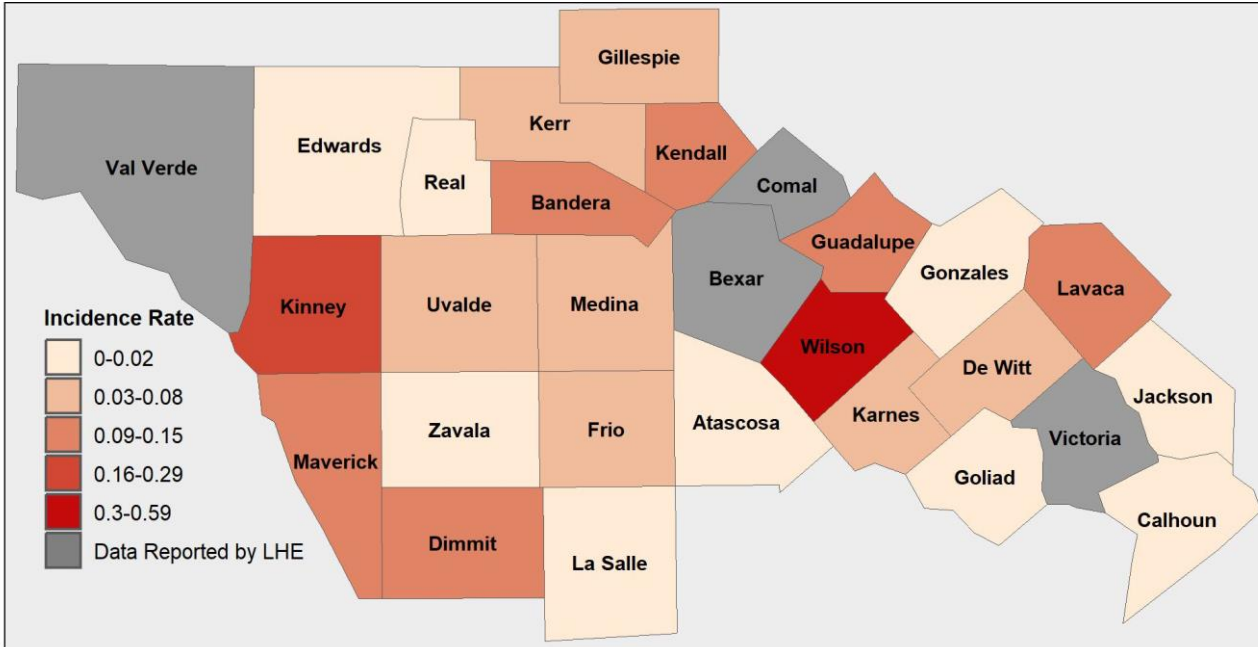 Gillespie
Kerr
Edwards
Kendall
Val Verde
Real
Comal
Bandera
Guadalupe
Gonzales
Bexar
Lavaca
Kinney
Uvalde
Medina
Incidence Rate
0-0.02
0.03-0.08
0.09-0.15
0.16-0.29
0.3-0.59
Data Reported by LHE
Wilson
De Witt
Jackson
Karnes
Atascosa
Zavala
Frio
Victoria
Maverick
Goliad
Calhoun
Dimmit
La Salle